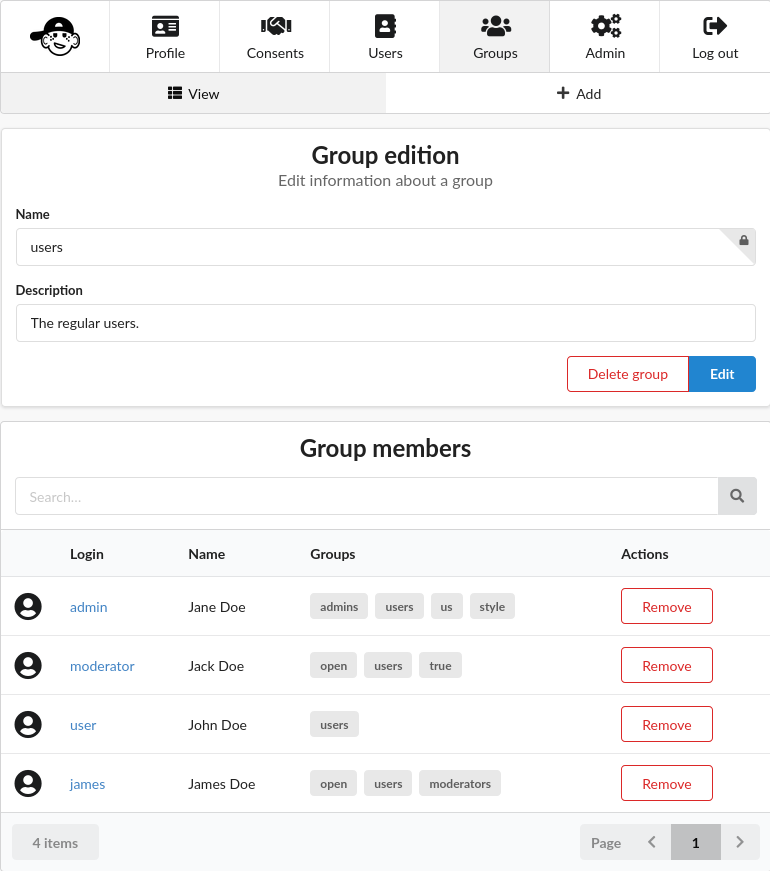 Profile Consents Users Groups Admin Log out
View Add
Group edition
Edit information about a group
Name
users
Description
The regular users.
Delete group Edit
Group members
Search...
Login Name Groups Actions
admin Jane Doe admins users us style Remove
moderator Jack Doe open users true Remove
user John Doe users Remove
james James Doe open users moderators Remove
4 items Page 1